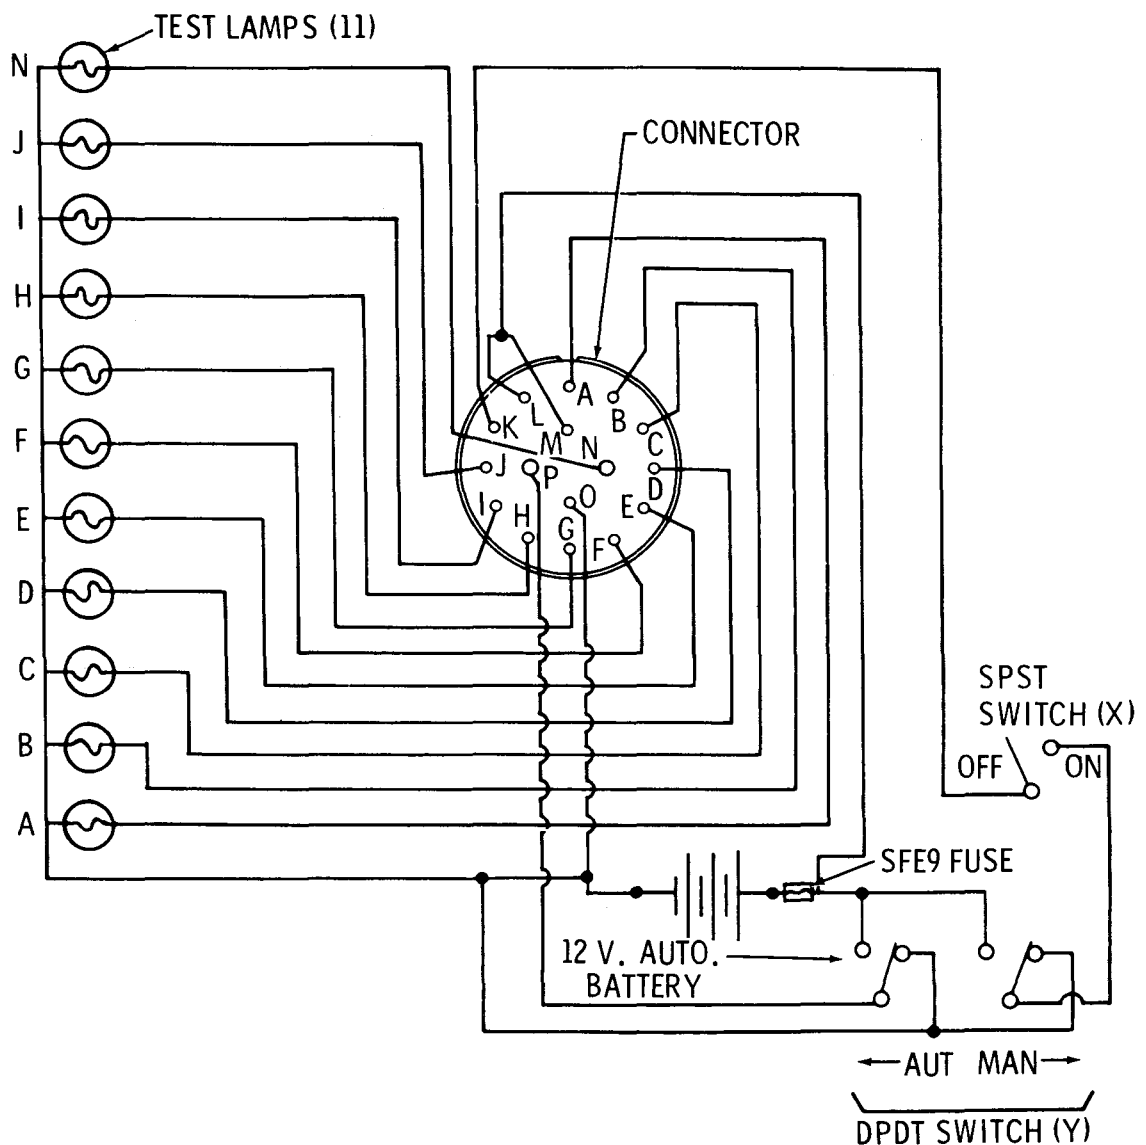 TEST LAMPS (11)
N
J
I
H
G
F
E
D
C
B
A
CONNECTOR
A
B
C
D
E
F
G
H
I
J
K
L
M
N
O
P
SPST
SWITCH (X)
OFF
ON
SFE9 FUSE
12 V. AUTO.
BATTERY
AUT MAN
DPDT SWITCH (Y)